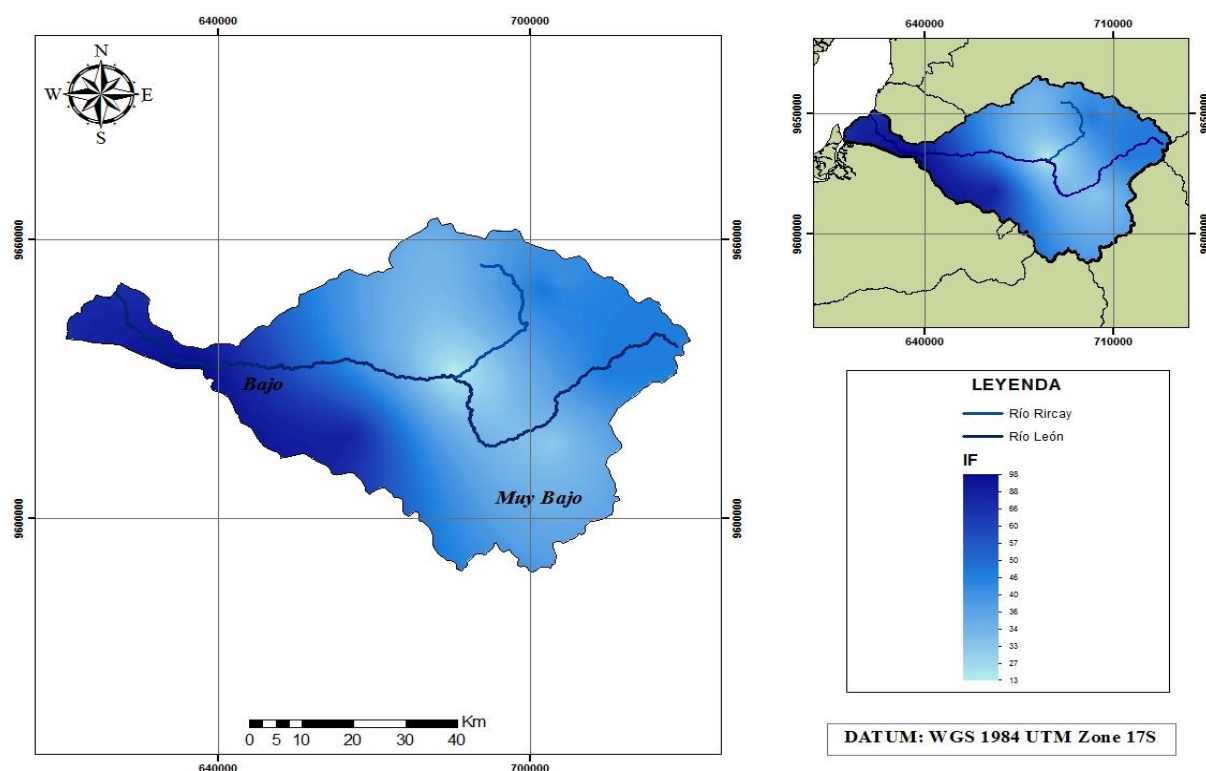 640000 700000
N
W E
S
9660000 9660000
Bajo
Muy Bajo
9600000 9600000
Km
0 5 10 20 30 40
640000 700000
640000 710000
9650000 9650000
9600000 9600000
640000 710000
LEYENDA
Río Rircay
Río León
IF
98
88
66
60
57
50
46
40
36
34
33
27
13
DATUM: WGS 1984 UTM Zone 17S